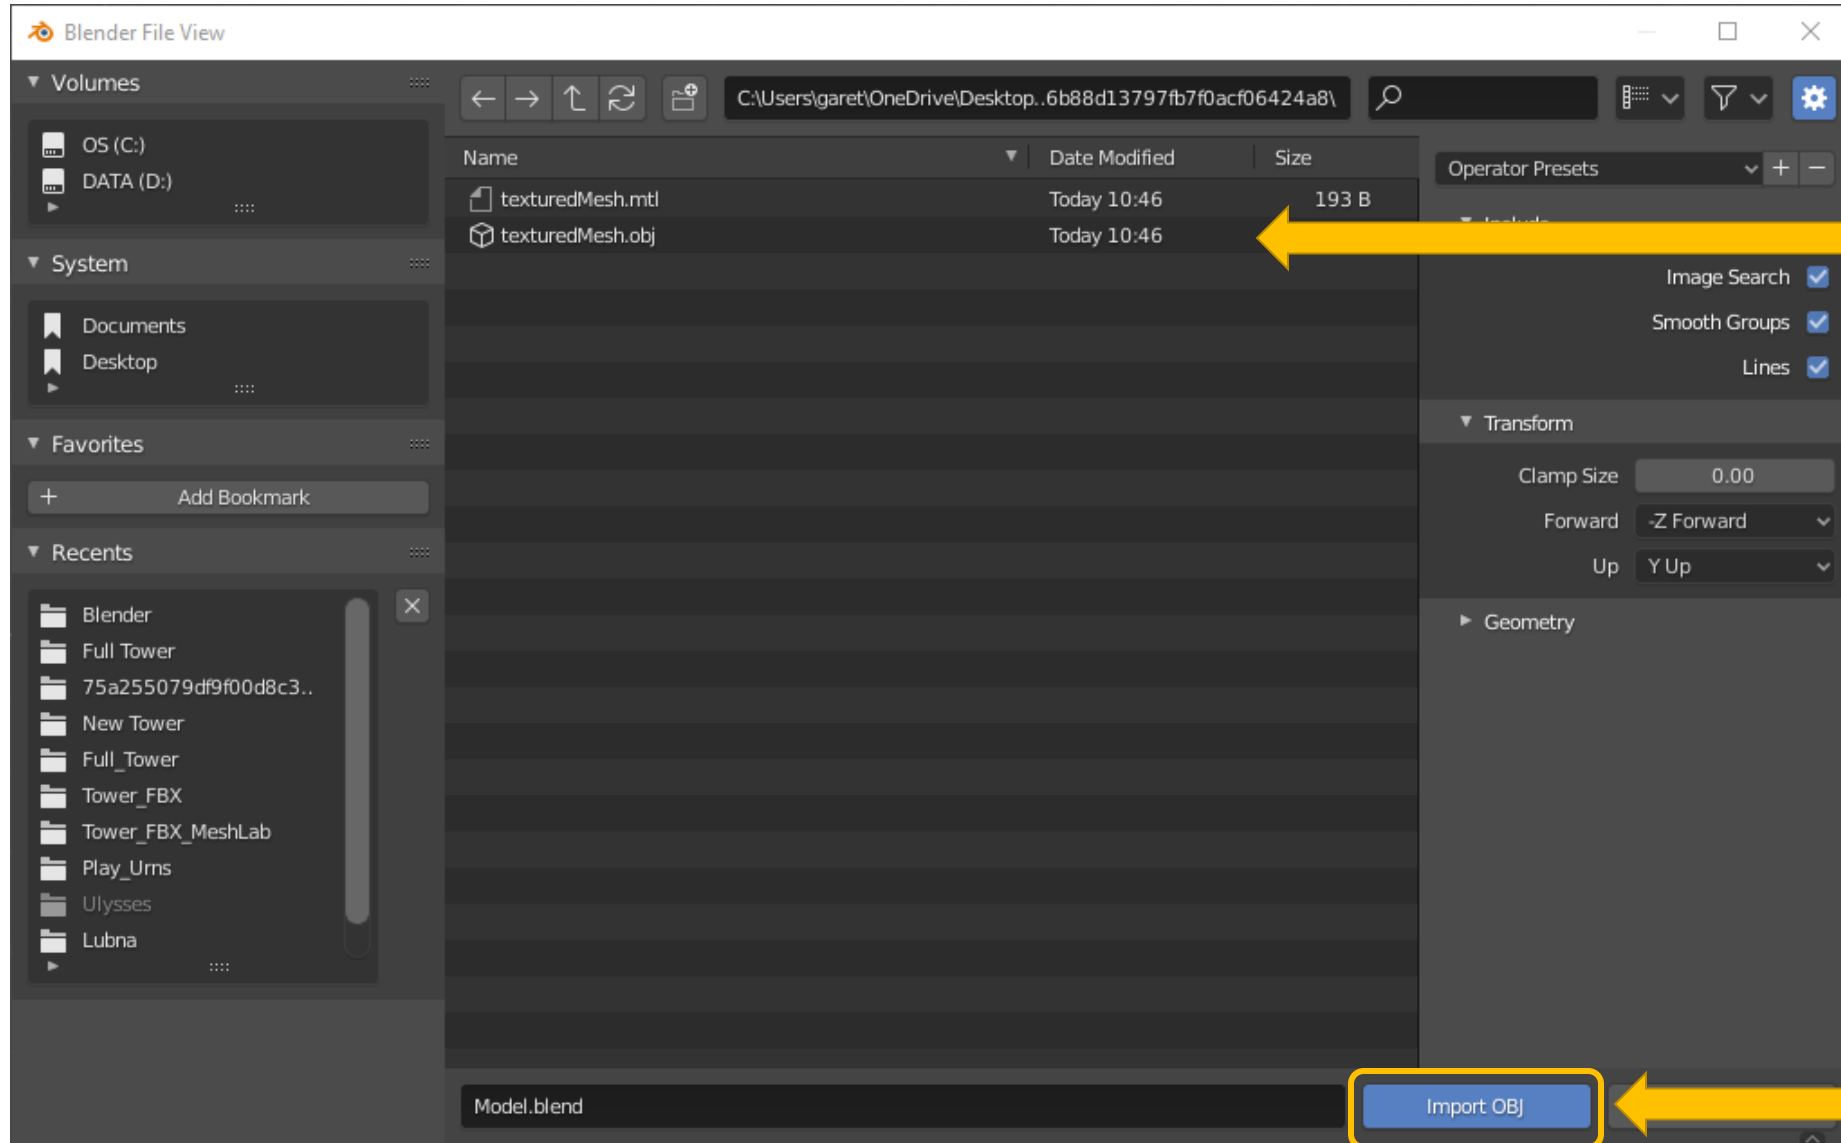 Blender File View
Volumes
OS (C:)
DATA (D:)
System
Documents
Desktop
Favorites
Add Bookmark
Recents
Blender
Full Tower
75a255079df9f00d8c3..
New Tower
Full_Tower
Tower_FBX
Tower_FBX_MeshLab
Play_Urns
Ulysses
Lubna
C:\Users\garet\OneDrive\Desktop..6b88d13797fb7f0acf06424a8\
Name Date Modified Size
texturedMesh.mtl Today 10:46 193 B
texturedMesh.obj Today 10:46
Operator Presets
Include
Image Search
Smooth Groups
Lines
Transform
Clamp Size 0.00
Forward -Z Forward
Up Y Up
Geometry
Model.blend
Import OBJ